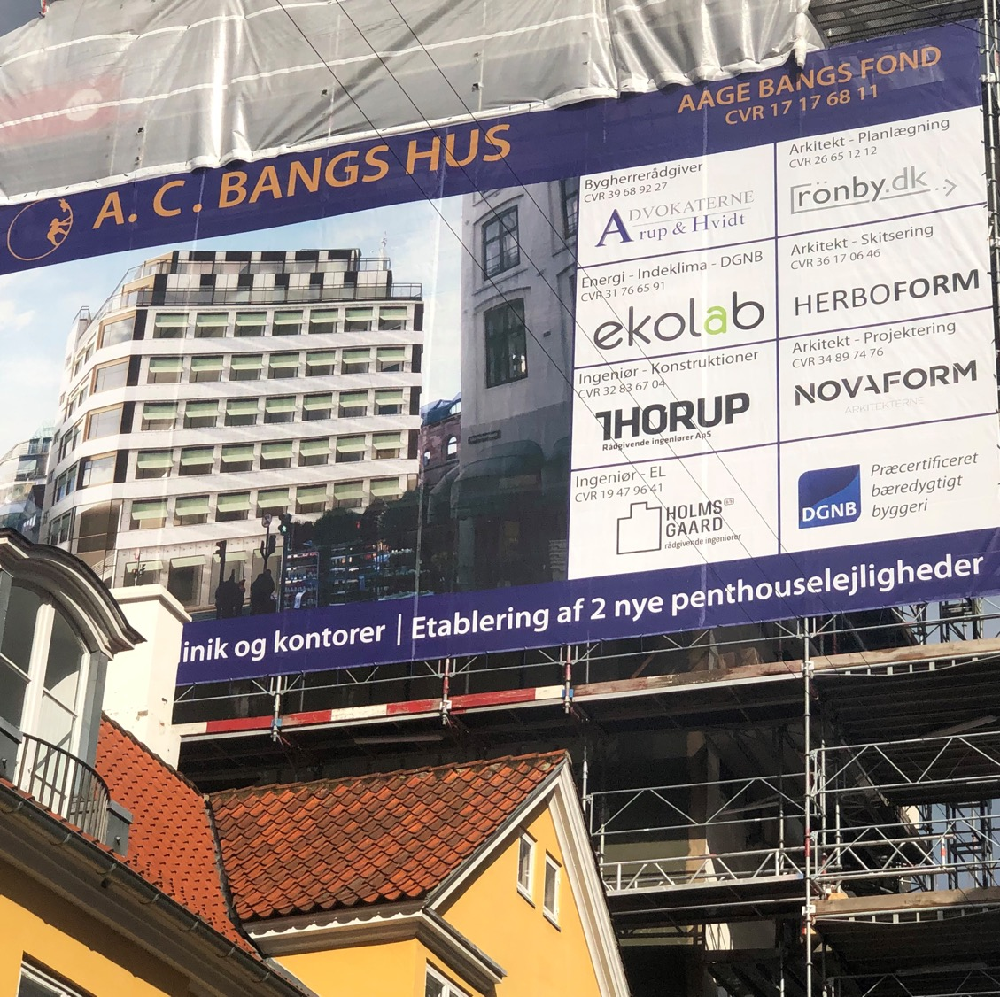 A. C. BANGS HUS
AAGE BANGS FOND
CVR 17 17 68 11
Bygherrerådgiver
CVR 39 68 92 27
ADVOKATERNE
Arup & Hvidt
Arkitekt - Planlægning
CVR 26 65 12 12
rönby.dk
Energi - Indeklima - DGNB
CVR 31 76 65 91
ekolab
Arkitekt - Skitsering
CVR 36 17 06 46
HERBOFORM
Ingeniør - Konstruktioner
CVR 32 83 67 04
THORUP
Rådgivende ingeniører ApS
Arkitekt - Projektering
CVR 34 89 74 76
NOVAFORM
ARKITEKTERNE
Ingeniør - EL
CVR 19 47 96 41
HOLMS
GAARD
rådgivende ingeniører
DGNB
Præcertificeret
bæredygtigt
byggeri
inik og kontorer | Etablering af 2 nye penthouselejligheder